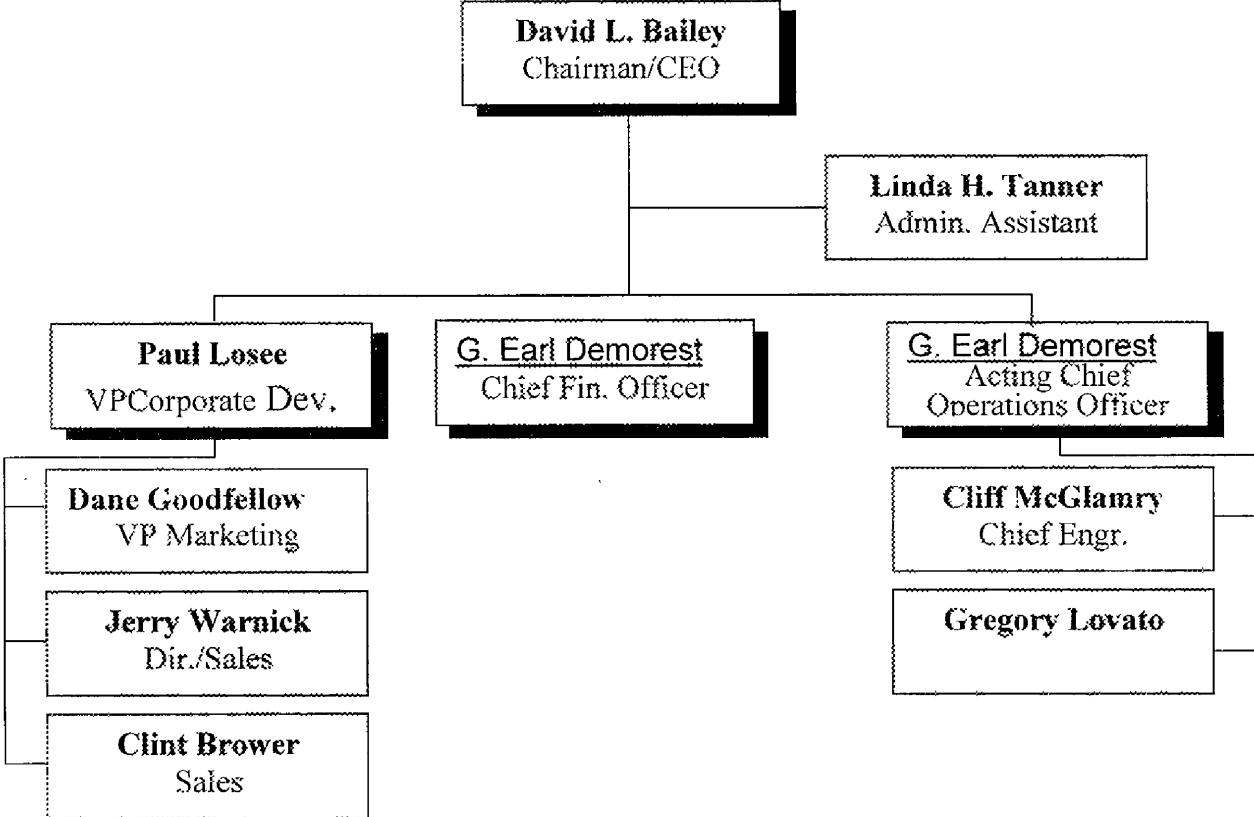 David L. Bailey
Chairman/CEO
Linda H. Tanner
Admin. Assistant
Paul Losee
VPCorporate Dev.
G. Earl Demorest
Chief Fin. Officer
G. Earl Demorest
Acting Chief
Operations Officer
Dane Goodfellow
VP Marketing
Jerry Warnick
Dir./Sales
Clint Brower
Sales
Cliff McGlamry
Chief Engr.
Gregory Lovato